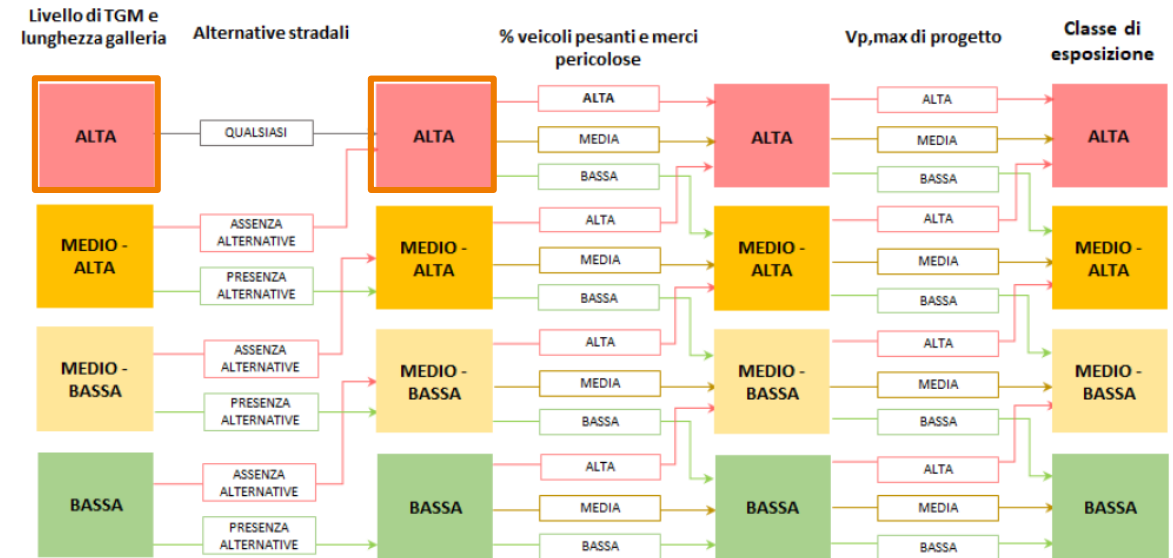 Livello di TGM e
lunghezza galleria
Alternative stradali
% veicoli pesanti e merci
pericolose
Vp,max di progetto
Classe di
esposizione
ALTA
QUALSIASI
ALTA
ALTA
MEDIA
BASSA
ALTA
ALTA
MEDIA
BASSA
ALTA
MEDIO -
ALTA
ASSENZA
ALTERNATIVE
PRESENZA
ALTERNATIVE
MEDIO -
ALTA
ALTA
MEDIA
BASSA
MEDIO -
ALTA
ALTA
MEDIA
BASSA
MEDIO -
ALTA
MEDIO -
BASSA
ASSENZA
ALTERNATIVE
PRESENZA
ALTERNATIVE
MEDIO -
BASSA
ALTA
MEDIA
BASSA
MEDIO -
BASSA
ALTA
MEDIA
BASSA
MEDIO -
BASSA
BASSA
ASSENZA
ALTERNATIVE
PRESENZA
ALTERNATIVE
BASSA
ALTA
MEDIA
BASSA
BASSA
ALTA
MEDIA
BASSA
BASSA